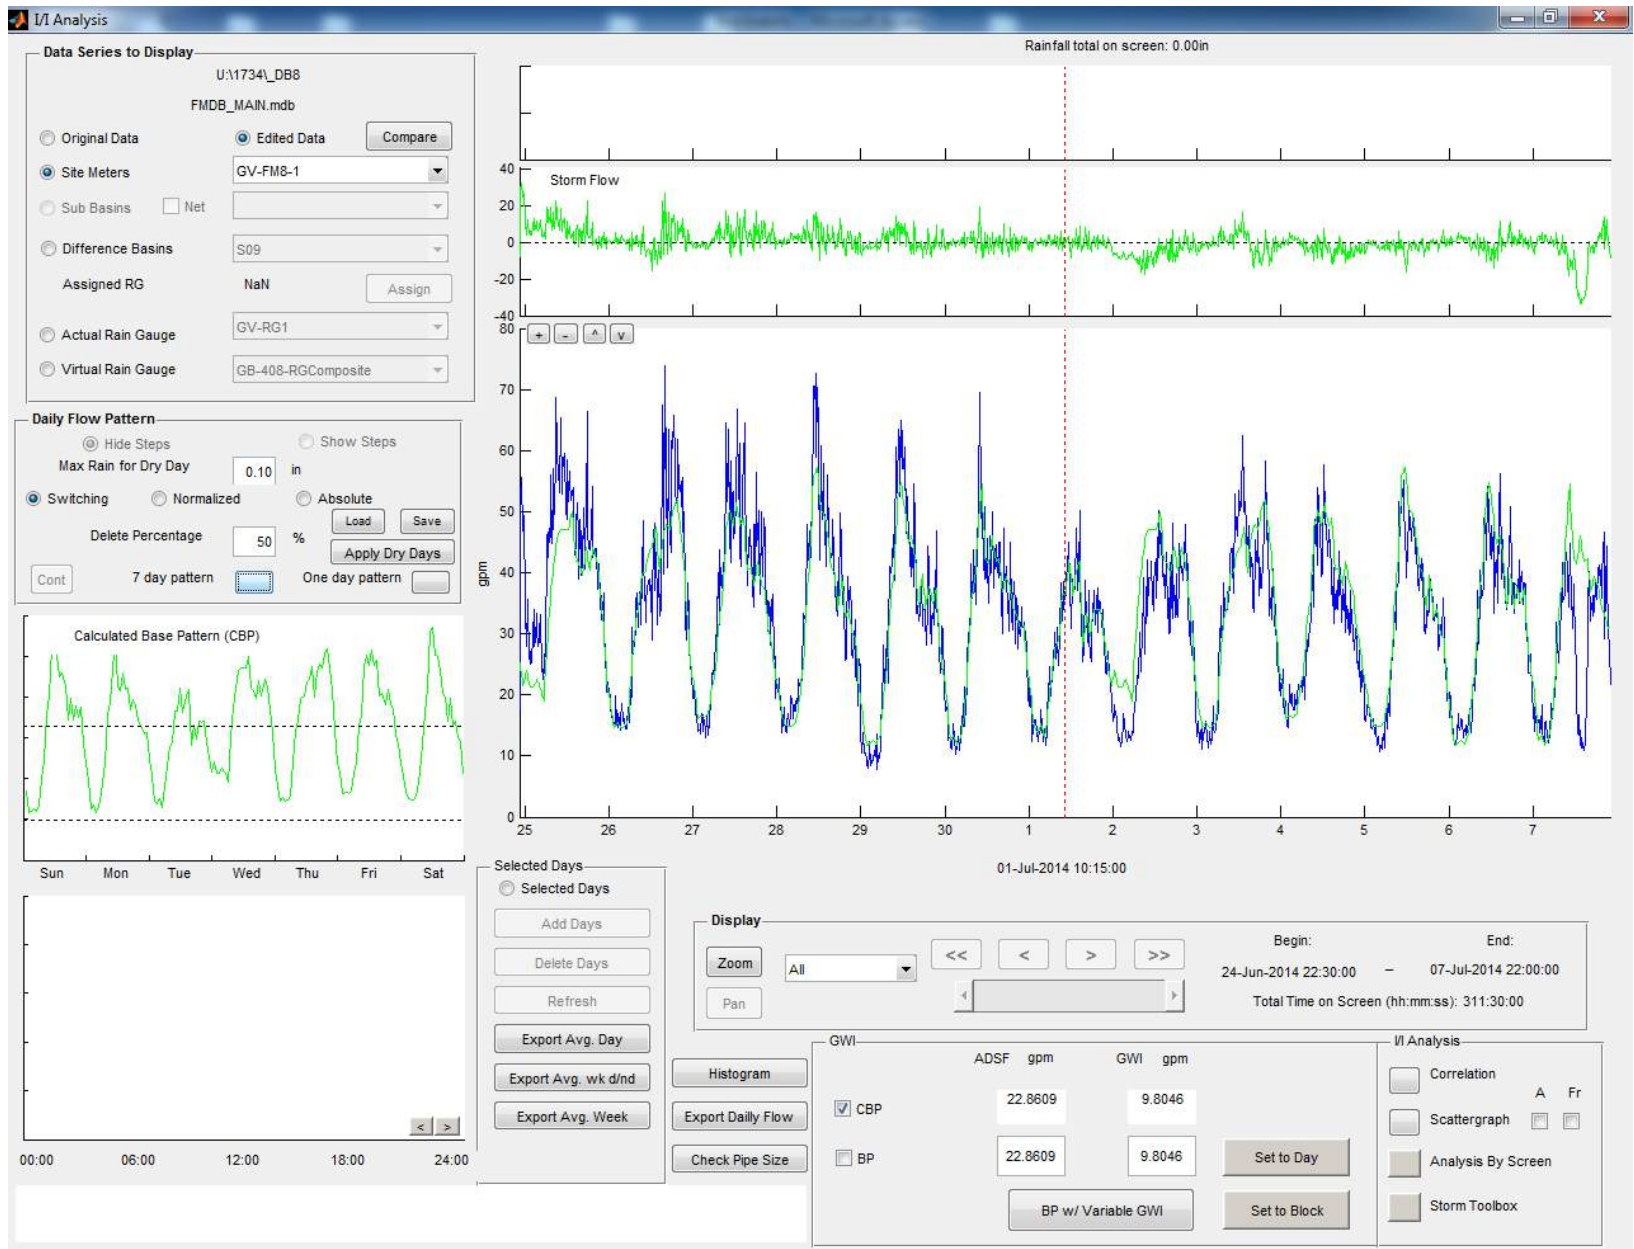 I/I Analysis
Data Series to Display
U:\1734\_DB8
FMDB_MAIN.mdb
Original Data
Edited Data
Compare
Site Meters
GV-FM8-1
Sub Basins
Net
Difference Basins
S09
Assigned RG
NaN
Assign
Actual Rain Gauge
GV-RG1
Virtual Rain Gauge
GB-408-RGComposite
Daily Flow Pattern
Hide Steps
Show Steps
Max Rain for Dry Day
0.10
in
Switching
Normalized
Absolute
Load
Save
Delete Percentage
50
%
Apply Dry Days
Cont
7 day pattern
One day pattern
Calculated Base Pattern (CBP)
Sun Mon Tue Wed Thu Fri Sat
< >
00:00 06:00 12:00 18:00 24:00
Rainfall total on screen: 0.00in
Storm Flow
40
20
0
-20
-40
+ - ^ v
80
70
60
50
40
30
20
10
0
gpm
25 26 27 28 29 30 1 2 3 4 5 6 7
01-Jul-2014 10:15:00
Selected Days
Selected Days
Add Days
Delete Days
Refresh
Export Avg. Day
Export Avg. wk d/nd
Export Avg. Week
Display
Zoom
All
<< < > >>
Pan
Begin:
End:
24-Jun-2014 22:30:00 – 07-Jul-2014 22:00:00
Total Time on Screen (hh:mm:ss): 311:30:00
Histogram
Export Dailly Flow
Check Pipe Size
GWI
ADSF gpm
GWI gpm
CBP
22.8609
9.8046
BP
22.8609
9.8046
Set to Day
BP w/ Variable GWI
Set to Block
I/I Analysis
Correlation
A Fr
Scattergraph
Analysis By Screen
Storm Toolbox